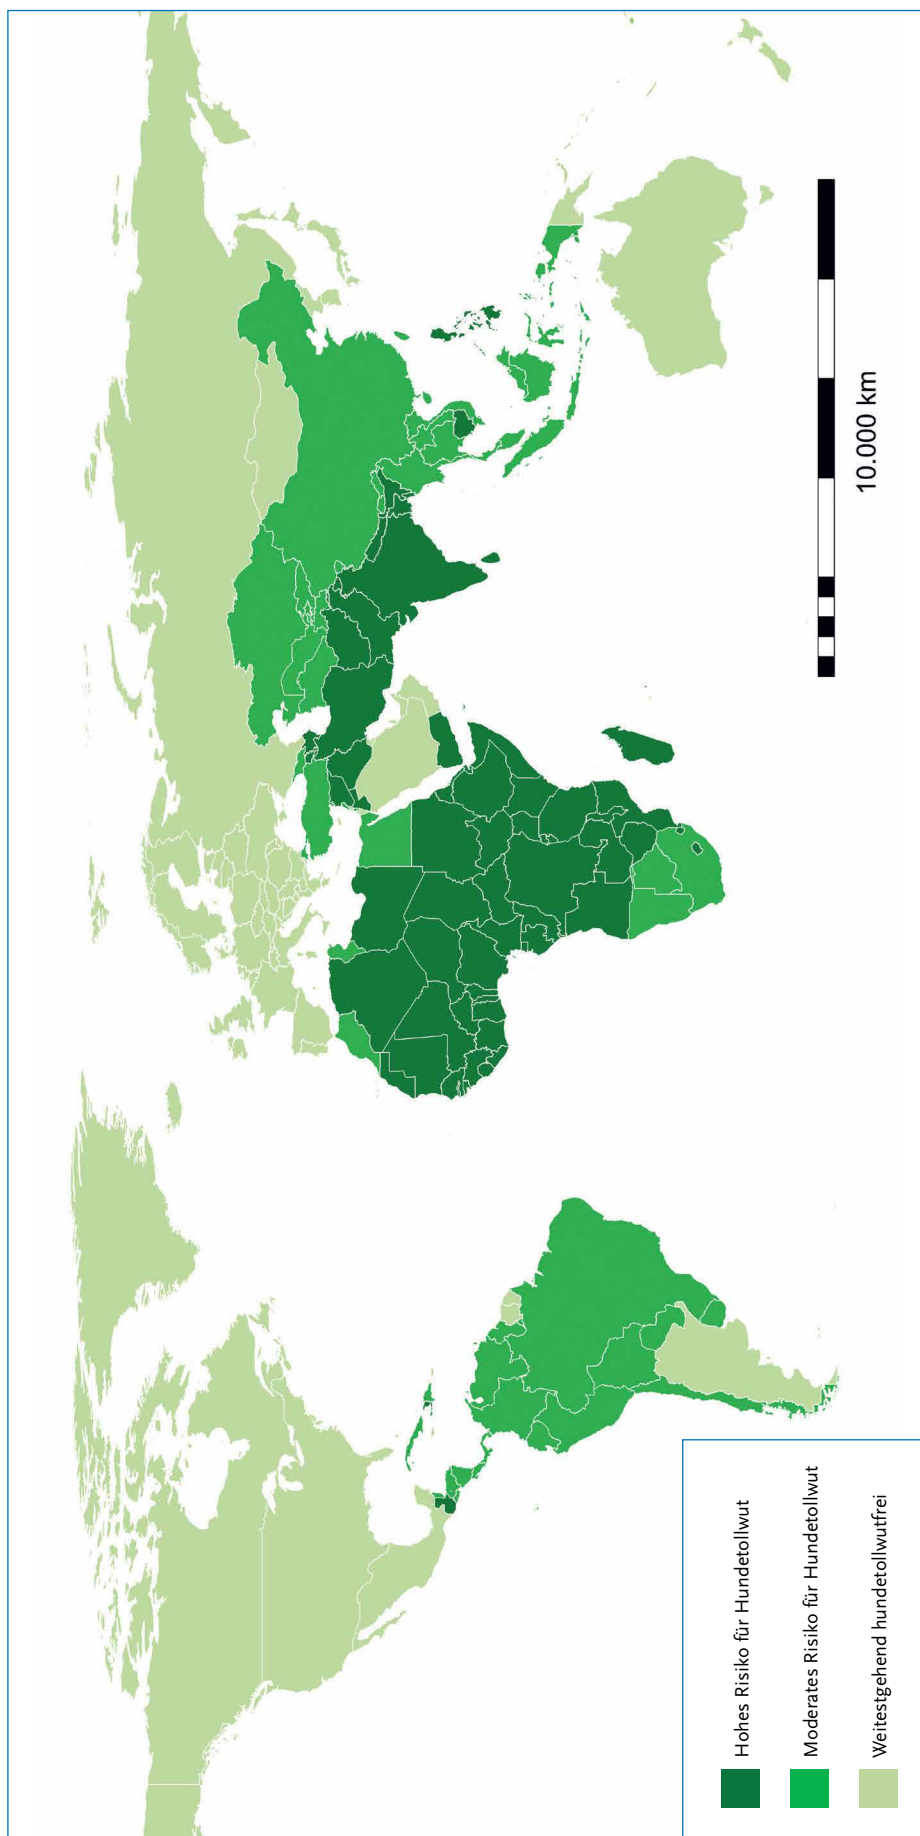 10.000 km
Hohes Risiko für Hundetollwut
Moderates Risiko für Hundetollwut
Weitestgehend hundetollwutfrei